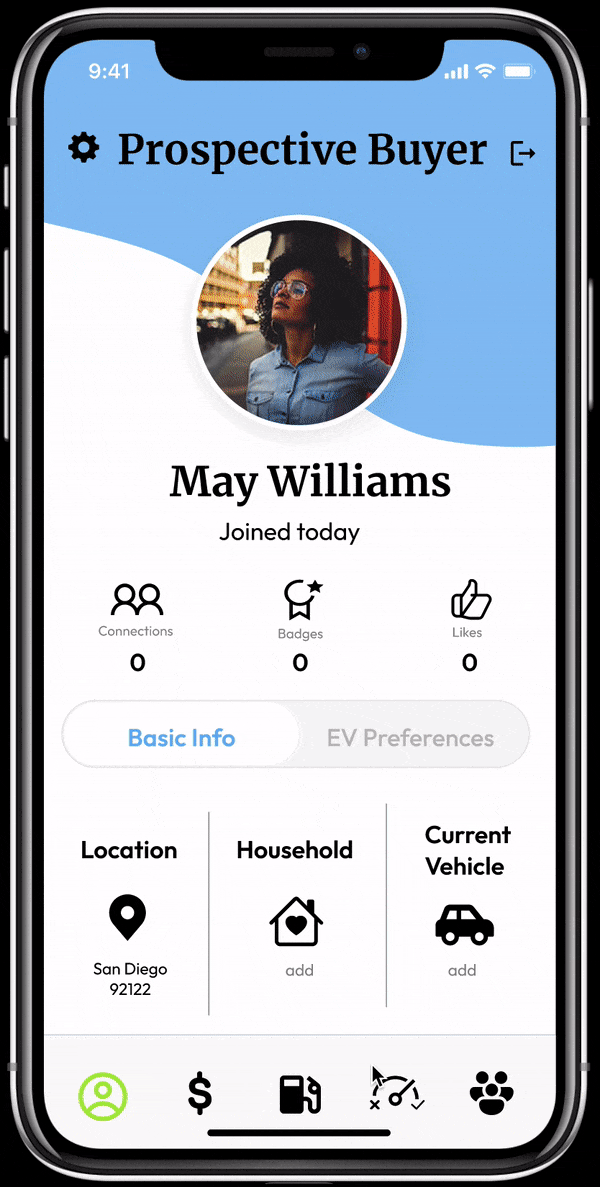 9:41
Prospective Buyer
May Williams
Joined today
Connections
Badges
Likes
0
0
0
Basic Info
EV Preferences
Location
Household
Current
Vehicle
San Diego
92122
add
add
$